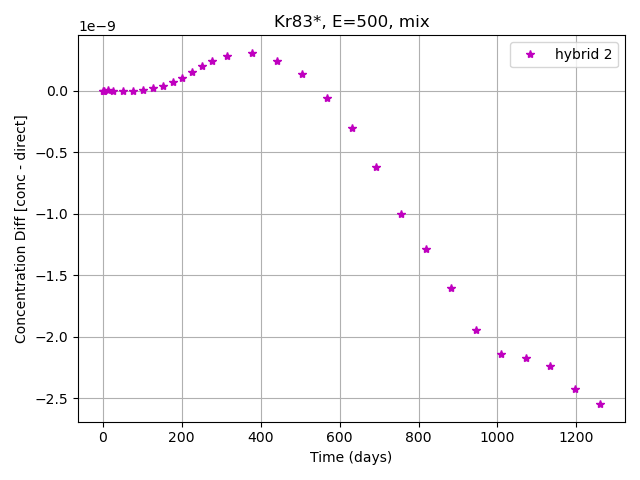 Kr83*, E=500, mix
1e−9
hybrid 2
0.0
−0.5
−1.0
−1.5
−2.0
−2.5
Concentration Diff [conc - direct]
0 200 400 600 800 1000 1200
Time (days)